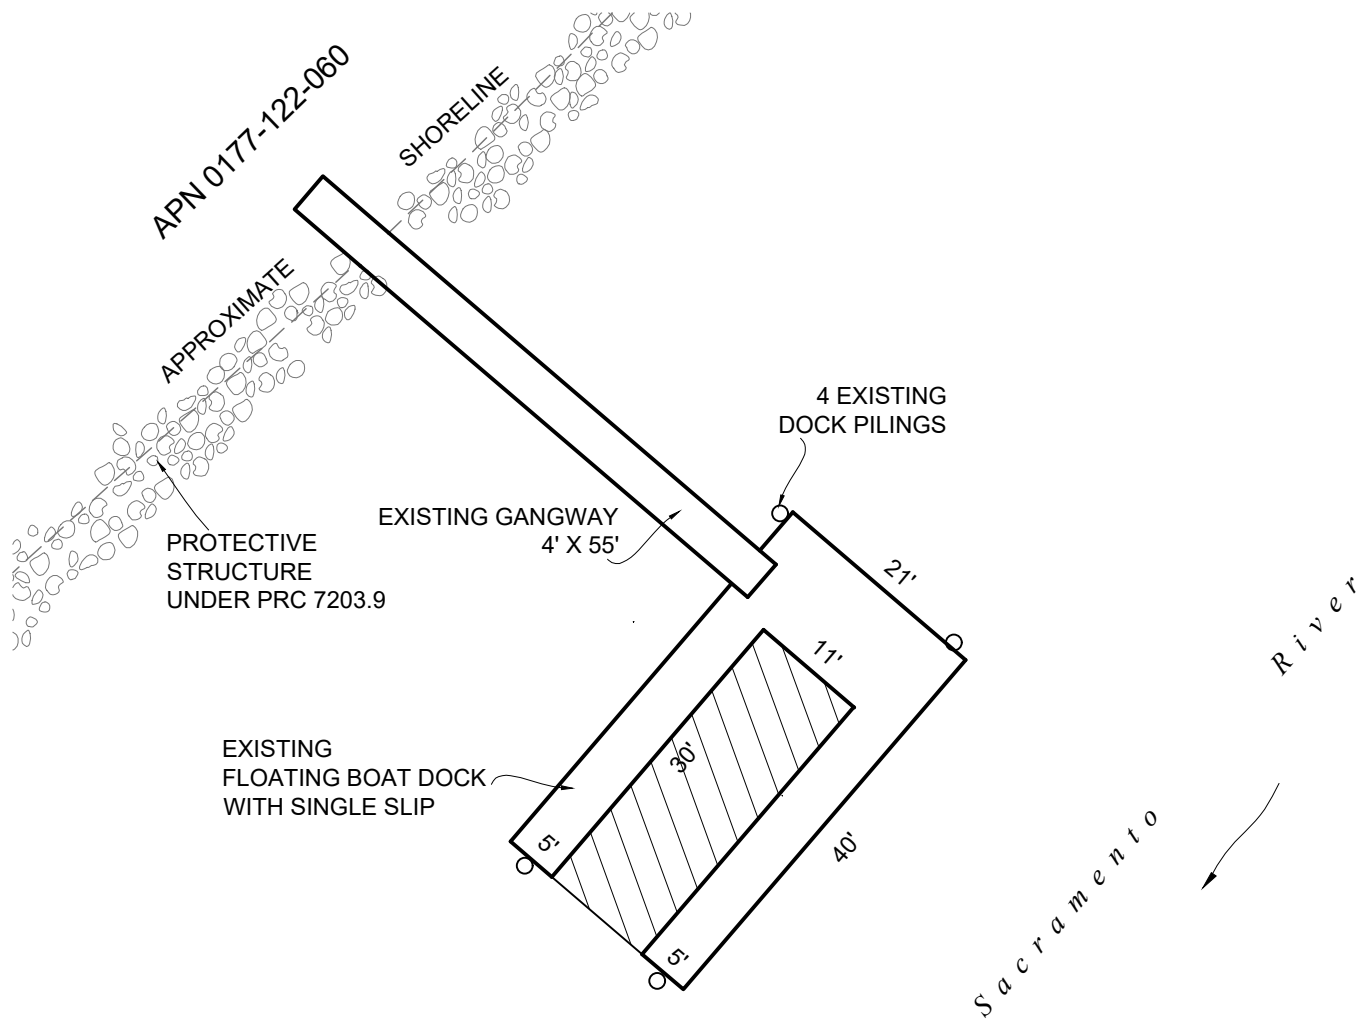 APN 0177-122-060
SHORELINE
APPROXIMATE
4 EXISTING
DOCK PILINGS
EXISTING GANGWAY
4' X 55'
PROTECTIVE
STRUCTURE
UNDER PRC 7203.9
21'
11'
River
EXISTING
FLOATING BOAT DOCK
WITH SINGLE SLIP
30'
5'
40'
5'
Sacramento